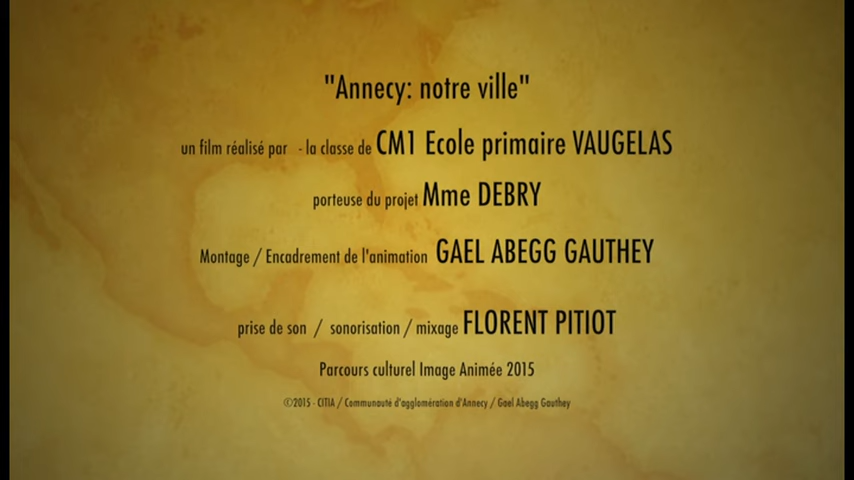 "Annecy: notre ville"
un film réalisé par - la classe de CM1 Ecole primaire VAUGELAS
porteuse du projet Mme DEBRY
Montage / Encadrement de l'animation GAEL ABEGG GAUTHEY
prise de son / sonorisation / mixage FLORENT PITIOT
Parcours culturel Image Animée 2015
©2015 - CITIA / Communauté d'agglomération d'Annecy / Gael Abegg Gauthey